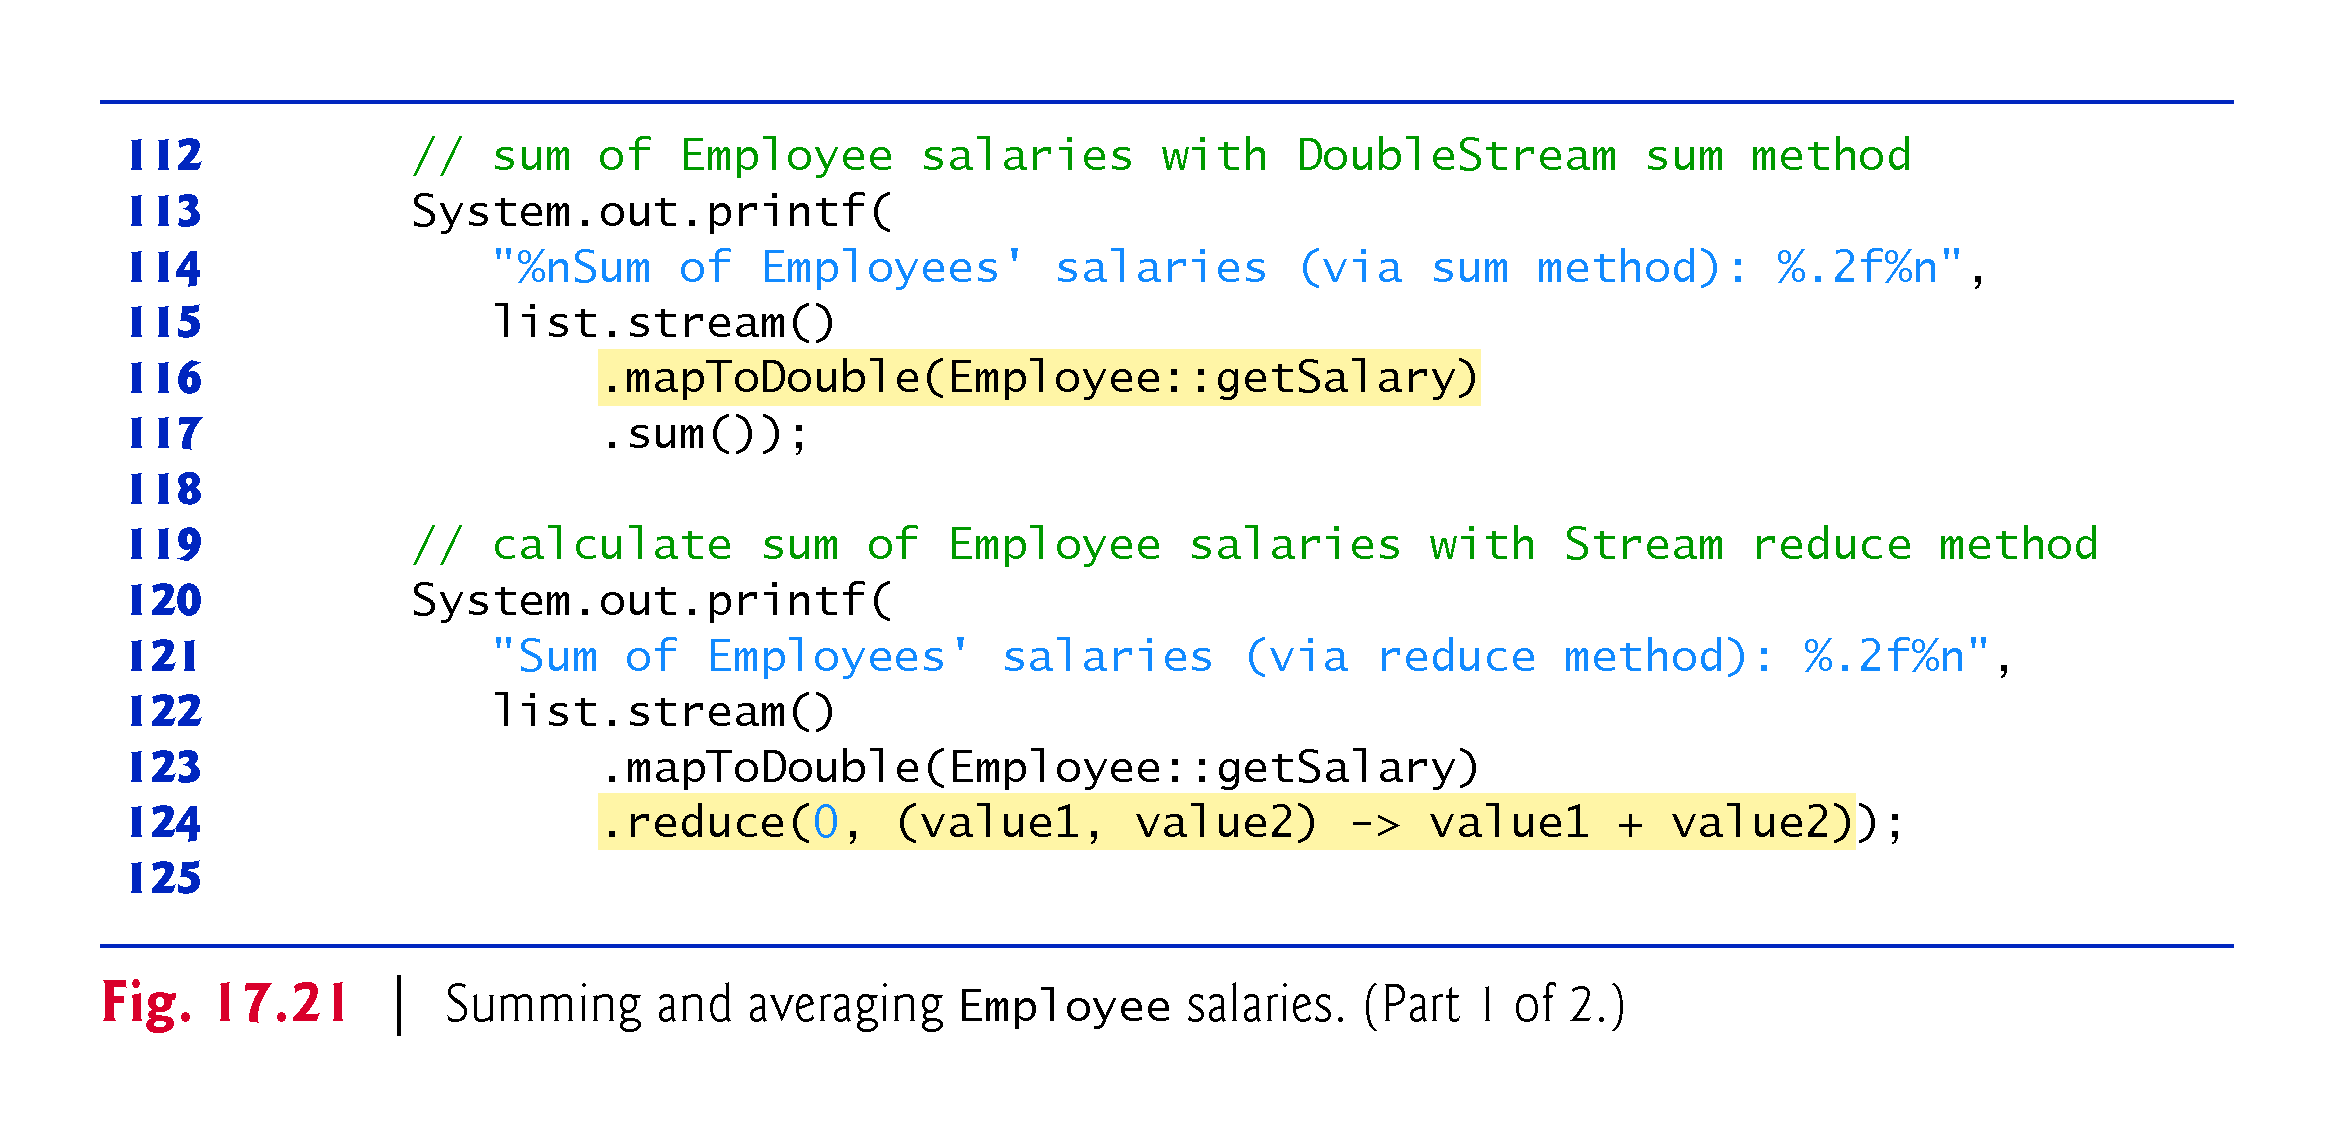 112 // sum of Employee salaries with DoubleStream sum method
113 System.out.printf(
114 "%nSum of Employees' salaries (via sum method): %.2f%n",
115 list.stream()
116 .mapToDouble(Employee::getSalary)
117 .sum());
118
119 // calculate sum of Employee salaries with Stream reduce method
120 System.out.printf(
121 "Sum of Employees' salaries (via reduce method): %.2f%n",
122 list.stream()
123 .mapToDouble(Employee::getSalary)
124 .reduce(0, (value1, value2) -> value1 + value2));
125
Fig. 17.21 | Summing and averaging Employee salaries. (Part 1 of 2.)